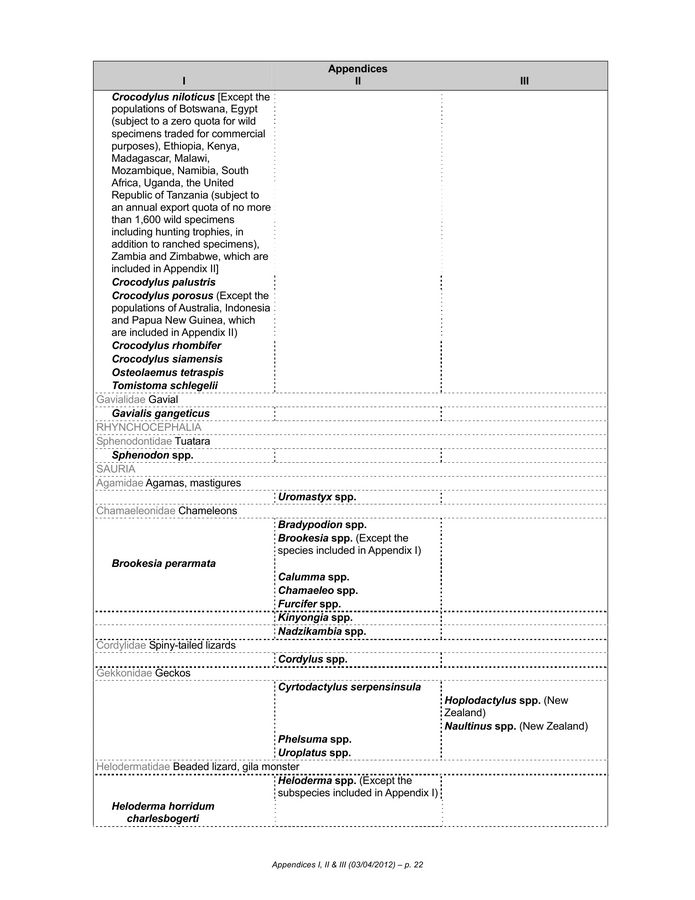 Appendices
I II III
Crocodylus niloticus [Except the
populations of Botswana, Egypt
(subject to a zero quota for wild
specimens traded for commercial
purposes), Ethiopia, Kenya,
Madagascar, Malawi,
Mozambique, Namibia, South
Africa, Uganda, the United
Republic of Tanzania (subject to
an annual export quota of no more
than 1,600 wild specimens
including hunting trophies, in
addition to ranched specimens),
Zambia and Zimbabwe, which are
included in Appendix II]
Crocodylus palustris
Crocodylus porosus (Except the
populations of Australia, Indonesia
and Papua New Guinea, which
are included in Appendix II)
Crocodylus rhombifer
Crocodylus siamensis
Osteolaemus tetraspis
Tomistoma schlegelii
Gavialidae Gavial
Gavialis gangeticus
RHYNCHOCEPHALIA
Sphenodontidae Tuatara
Sphenodon spp.
SAURIA
Agamidae Agamas, mastigures
Uromastyx spp.
Chamaeleonidae Chameleons
Bradypodion spp.
Brookesia spp. (Except the
species included in Appendix I)
Brookesia perarmata
Calumma spp.
Chamaeleo spp.
Furcifer spp.
Kinyongia spp.
Nadzikambia spp.
Cordylidae Spiny-tailed lizards
Cordylus spp.
Gekkonidae Geckos
Cyrtodactylus serpensinsula
Hoplodactylus spp. (New
Zealand)
Naultinus spp. (New Zealand)
Phelsuma spp.
Uroplatus spp.
Helodermatidae Beaded lizard, gila monster
Heloderma spp. (Except the
subspecies included in Appendix I)
Heloderma horridum
charlesbogerti
Appendices I, II & III (03/04/2012) – p. 22